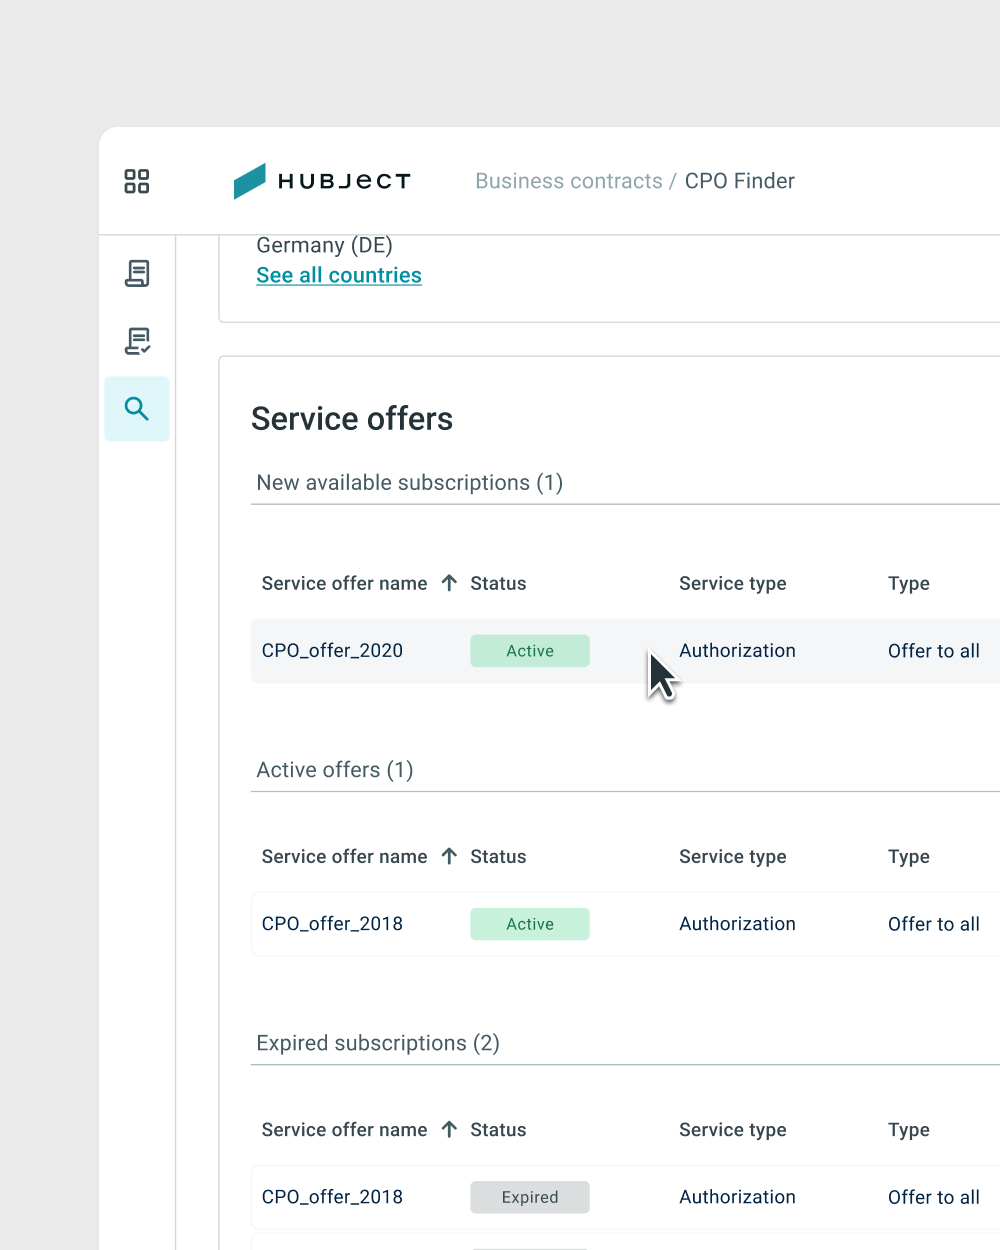 HUBJECT
Business contracts / CPO Finder
Germany (DE)
See all countries
Service offers
New available subscriptions (1)
Service offer name Status Service type Type
CPO_offer_2020 Active Authorization Offer to all
Active offers (1)
Service offer name Status Service type Type
CPO_offer_2018 Active Authorization Offer to all
Expired subscriptions (2)
Service offer name Status Service type Type
CPO_offer_2018 Expired Authorization Offer to all